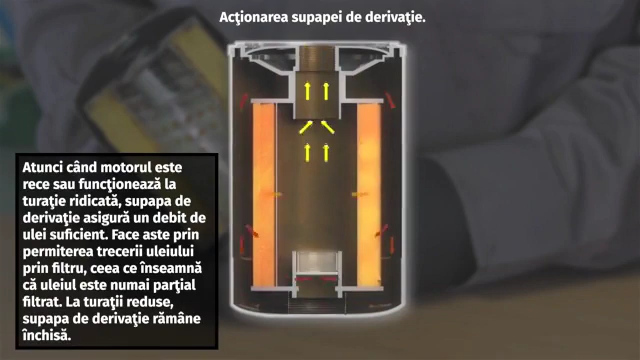 Acţionarea supapei de derivaţie.
Atunci când motorul este
rece sau funcţionează la
turaţie ridicată, supapa de
derivaţie asigură un debit de
ulei suficient. Face aste prin
permiterea trecerii uleiului
prin filtru, ceea ce înseamnă
că uleiul este numai parţial
filtrat. La turaţii reduse,
supapa de derivaţie rămâne
închisă.